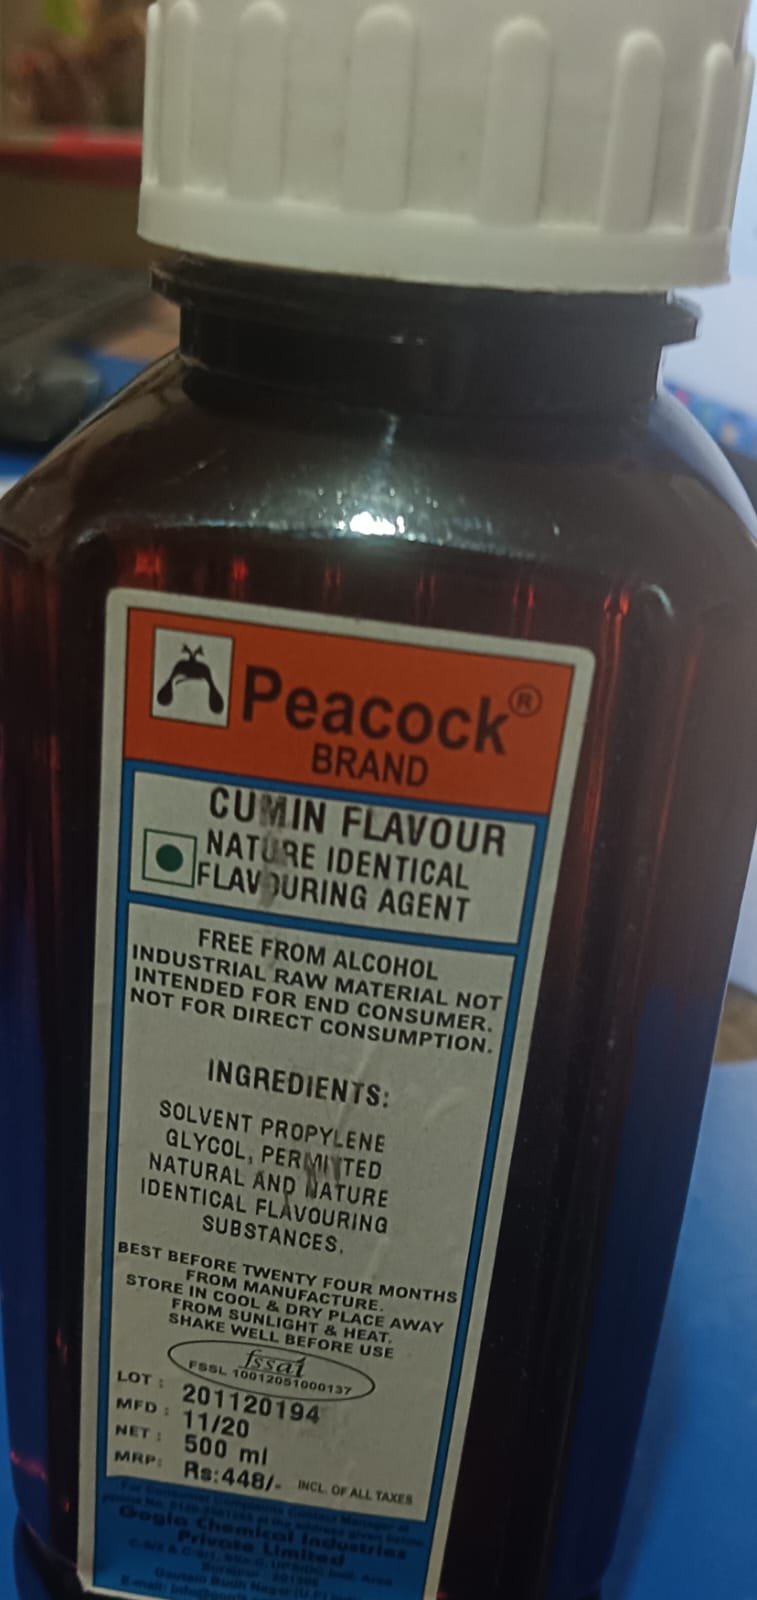 Peacock®
BRAND
CUMIN FLAVOUR
NATURE IDENTICAL
FLAVOURING AGENT
FREE FROM ALCOHOL
INDUSTRIAL RAW MATERIAL NOT
INTENDED FOR END CONSUMER.
NOT FOR DIRECT CONSUMPTION.
INGREDIENTS:
SOLVENT PROPYLENE
GLYCOL, PERMITTED
NATURAL AND NATURE
IDENTICAL FLAVOURING
SUBSTANCES.
BEST BEFORE TWENTY FOUR MONTHS
FROM MANUFACTURE.
STORE IN COOL & DRY PLACE AWAY
FROM SUNLIGHT & HEAT.
SHAKE WELL BEFORE USE
fssai
FSSL 10012051000137
LOT : 201120194
MFD : 11/20
NET : 500 ml
MRP: Rs:448/- INCL. OF ALL TAXES
Gogia Chemical Industries
Private Limited